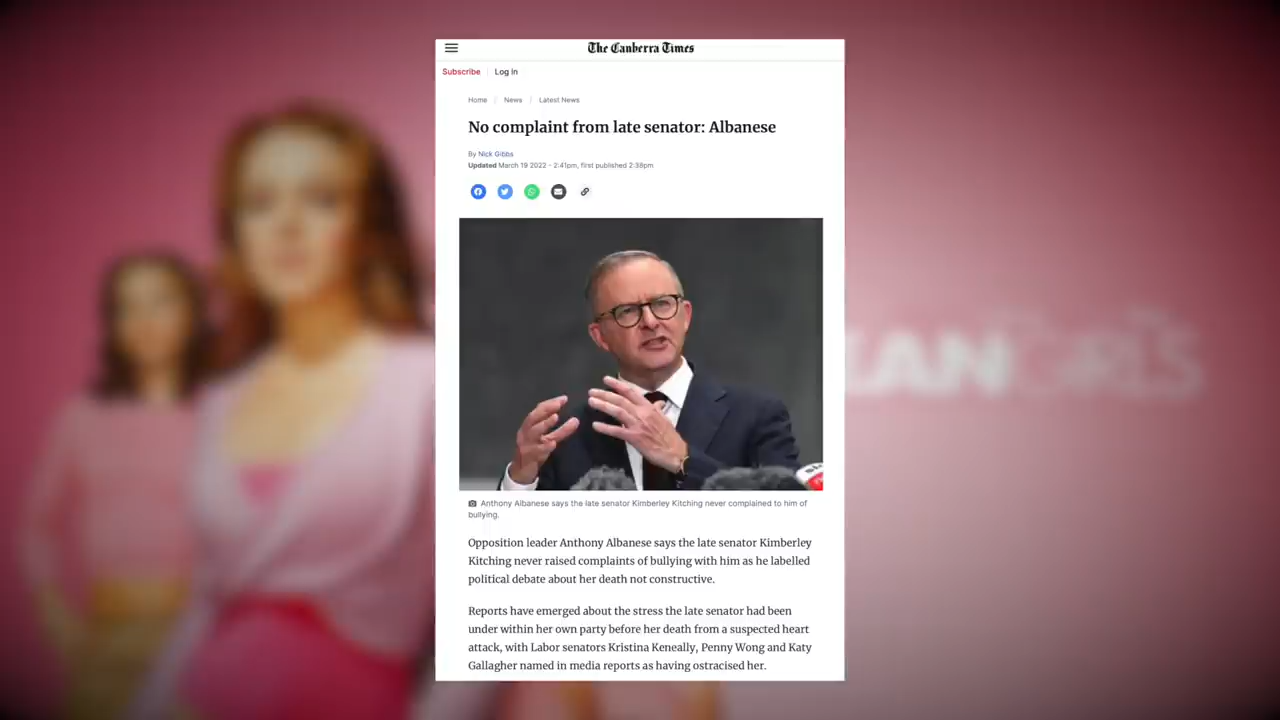 The Canberra Times
Subscribe
Log In
Home / News / Latest News
No complaint from late senator: Albanese
By Nick Gibbs
Updated March 19 2022 - 2:41pm, first published 2:38pm
Anthony Albanese says the late senator Kimberley Kitching never complained to him of
bullying.
Opposition leader Anthony Albanese says the late senator Kimberley
Kitching never raised complaints of bullying with him as he labelled
political debate about her death not constructive.
Reports have emerged about the stress the late senator had been
under within her own party before her death from a suspected heart
attack, with Labor senators Kristina Keneally, Penny Wong and Katy
Gallagher named in media reports as having ostracised her.